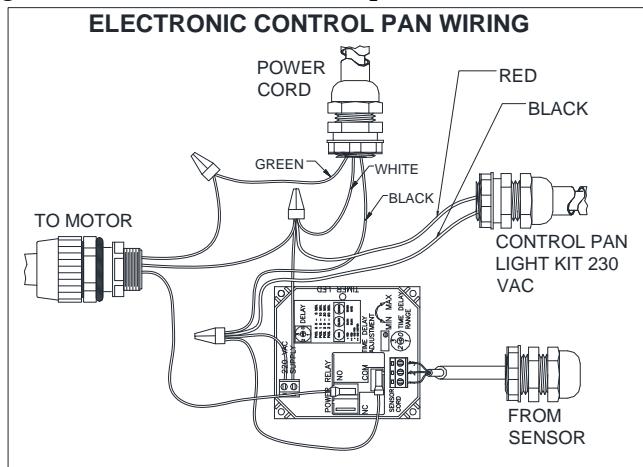 ELECTRONIC CONTROL PAN WIRING
POWER
CORD
RED
BLACK
GREEN
WHITE
BLACK
TO MOTOR
CONTROL PAN
LIGHT KIT 230
VAC
TIMER LED
DELAY
TIME DELAY
ADJUSTMENT
MIN MAX
TIME DELAY
RANGE
220 VAC
SUPPLY
POWER RELAY
NO
COM
NC
SENSOR
CORD
FROM
SENSOR